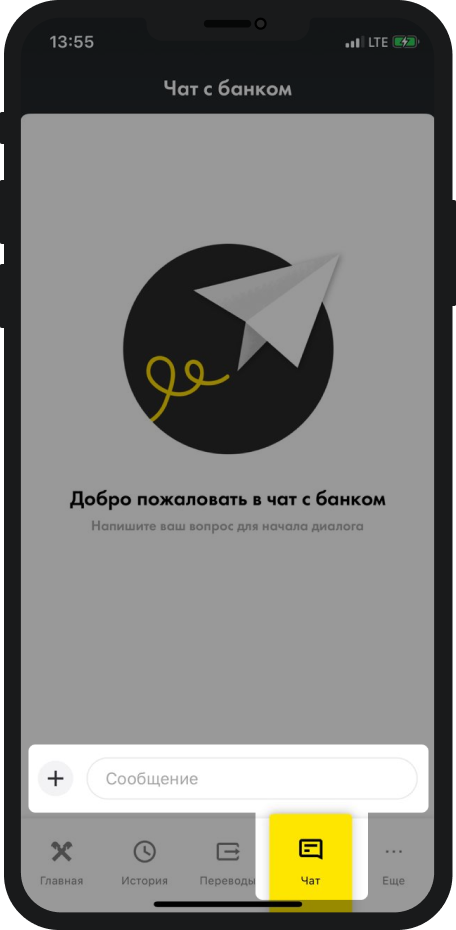 13:55
LTE
Чат с банком
Добро пожаловать в чат с банком
Напишите ваш вопрос для начала диалога
Сообщение
Главная
История
Переводы
Чат
Еще